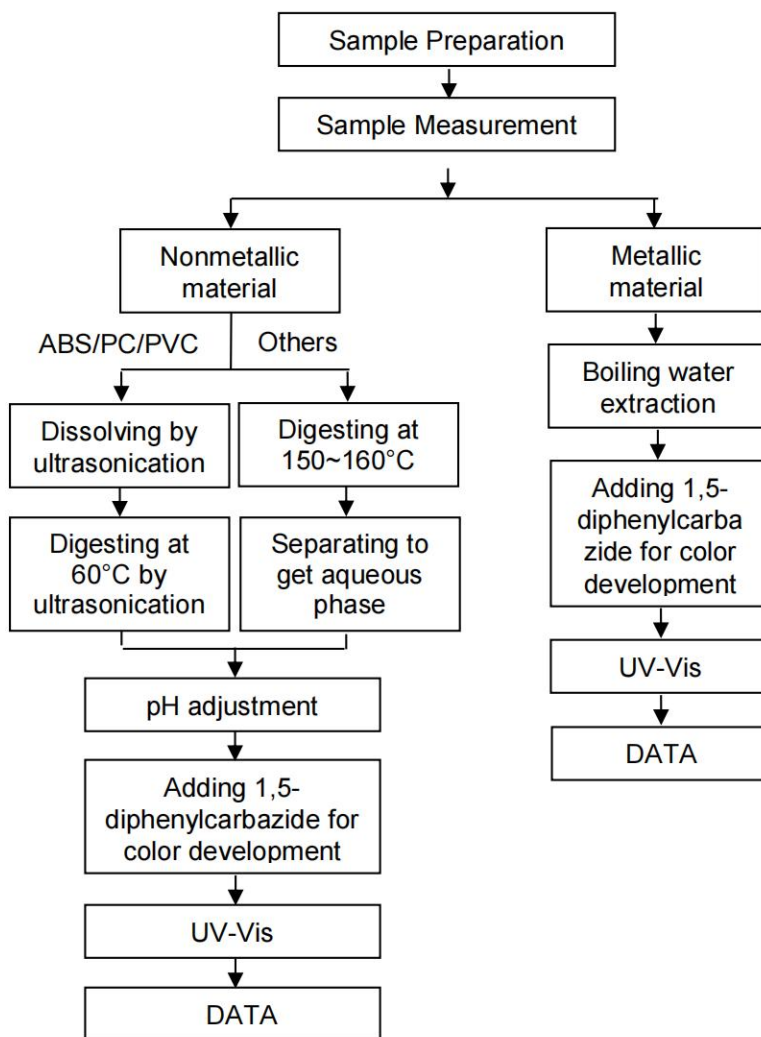 Sample Preparation
Sample Measurement
Nonmetallic
material
Metallic
material
ABS/PC/PVC
Others
Boiling water
extraction
Dissolving by
ultrasonication
Digesting at
150~160°C
Adding 1,5-
diphenylcarba
zide for color
development
Digesting at
60°C by
ultrasonication
Separating to
get aqueous
phase
UV-Vis
pH adjustment
DATA
Adding 1,5-
diphenylcarbazide for
color development
UV-Vis
DATA